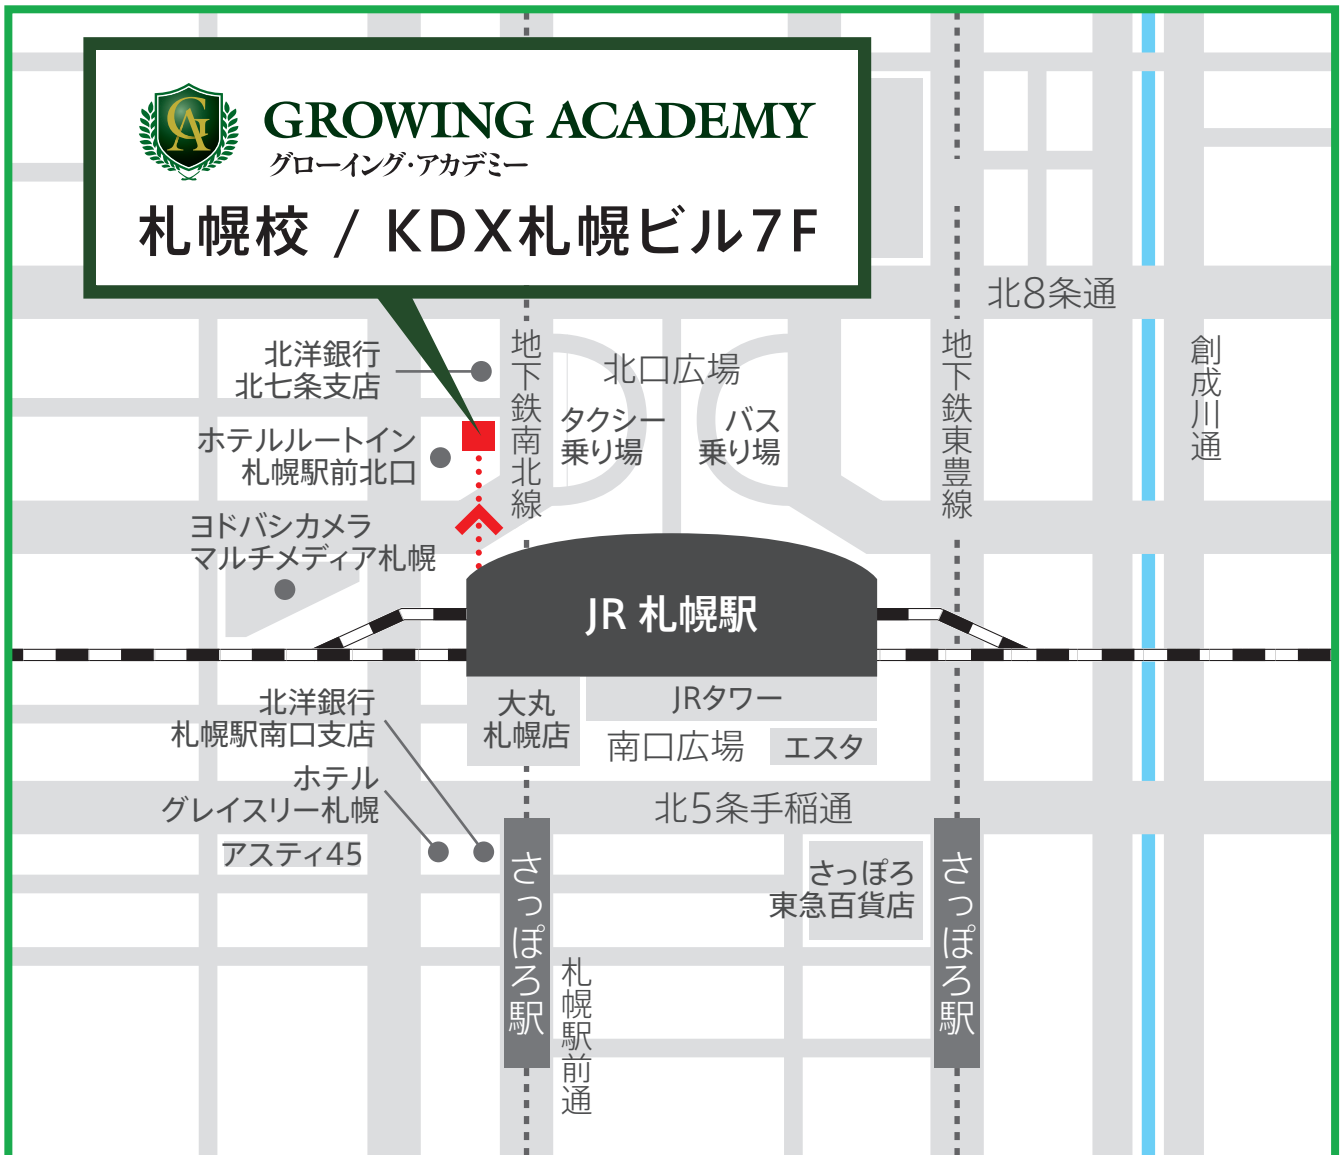 GA
GROWING ACADEMY
グローイング・アカデミー
札幌校 / KDX札幌ビル7F
北8条通
北洋銀行
北七条支店
地下鉄南北線
北口広場
地下鉄東豊線
創成川通
タクシー
乗り場
バス
乗り場
ホテルルートイン
札幌駅前北口
ヨドバシカメラ
マルチメディア札幌
JR 札幌駅
北洋銀行
札幌駅南口支店
大丸
札幌店
JRタワー
南口広場
エスタ
ホテル
グレイスリー札幌
北5条手稲通
アスティ45
さっぽろ駅
さっぽろ
東急百貨店
さっぽろ駅
札幌駅前通